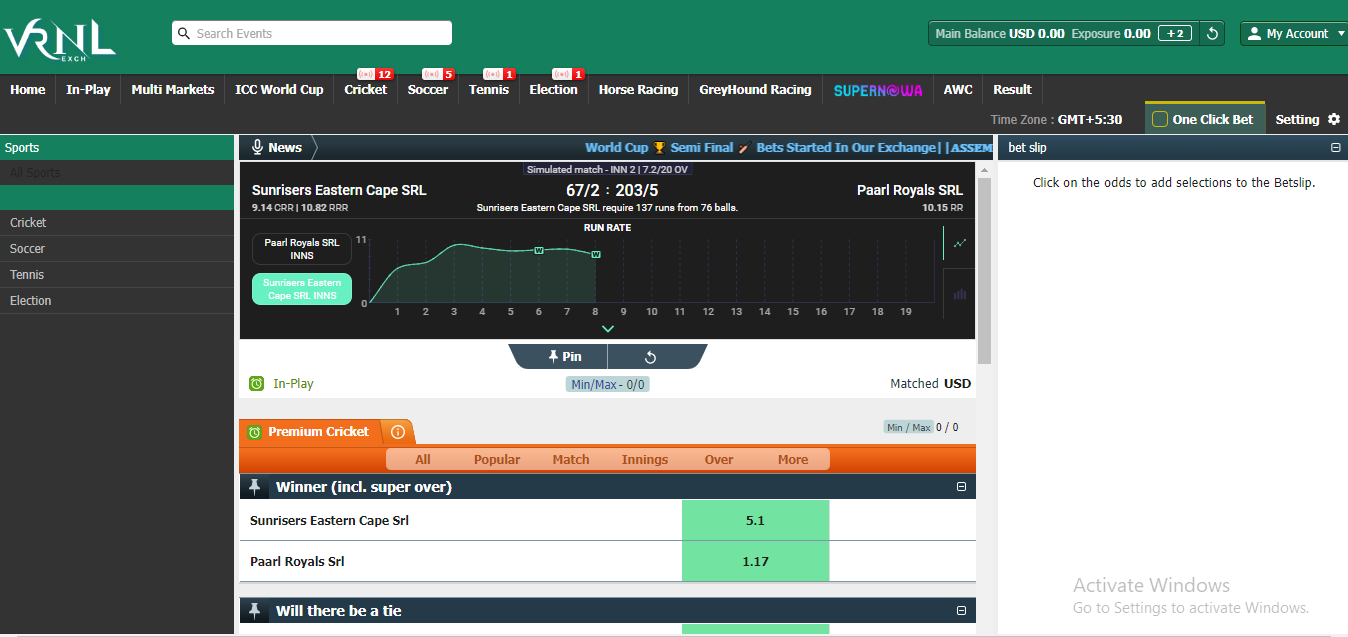 VRNL
EXCH
Search Events
Main Balance USD 0.00 Exposure 0.00 +2
My Account
Home In-Play Multi Markets ICC World Cup Cricket 12 Soccer 5 Tennis 1 Election 1 Horse Racing GreyHound Racing SUPERNOWA AWC Result
Time Zone : GMT+5:30 One Click Bet Setting
Sports
All Sports
Cricket
Soccer
Tennis
Election
News World Cup 🏆 Semi Final 🏏 Bets Started In Our Exchange||ASSEM
Simulated match - INN 2 | 7.2/20 OV
Sunrisers Eastern Cape SRL 67/2 : 203/5 Paarl Royals SRL
9.14 CRR | 10.82 RRR Sunrisers Eastern Cape SRL require 137 runs from 76 balls. 10.15 RR
RUN RATE
Paarl Royals SRL
INNS
Sunrisers Eastern
Cape SRL INNS
11
W W
0
1 2 3 4 5 6 7 8 9 10 11 12 13 14 15 16 17 18 19
Pin
In-Play Min/Max - 0/0 Matched USD
Premium Cricket Min / Max 0 / 0
All Popular Match Innings Over More
Winner (incl. super over)
Sunrisers Eastern Cape Srl 5.1
Paarl Royals Srl 1.17
Will there be a tie
bet slip
Click on the odds to add selections to the Betslip.
Activate Windows
Go to Settings to activate Windows.